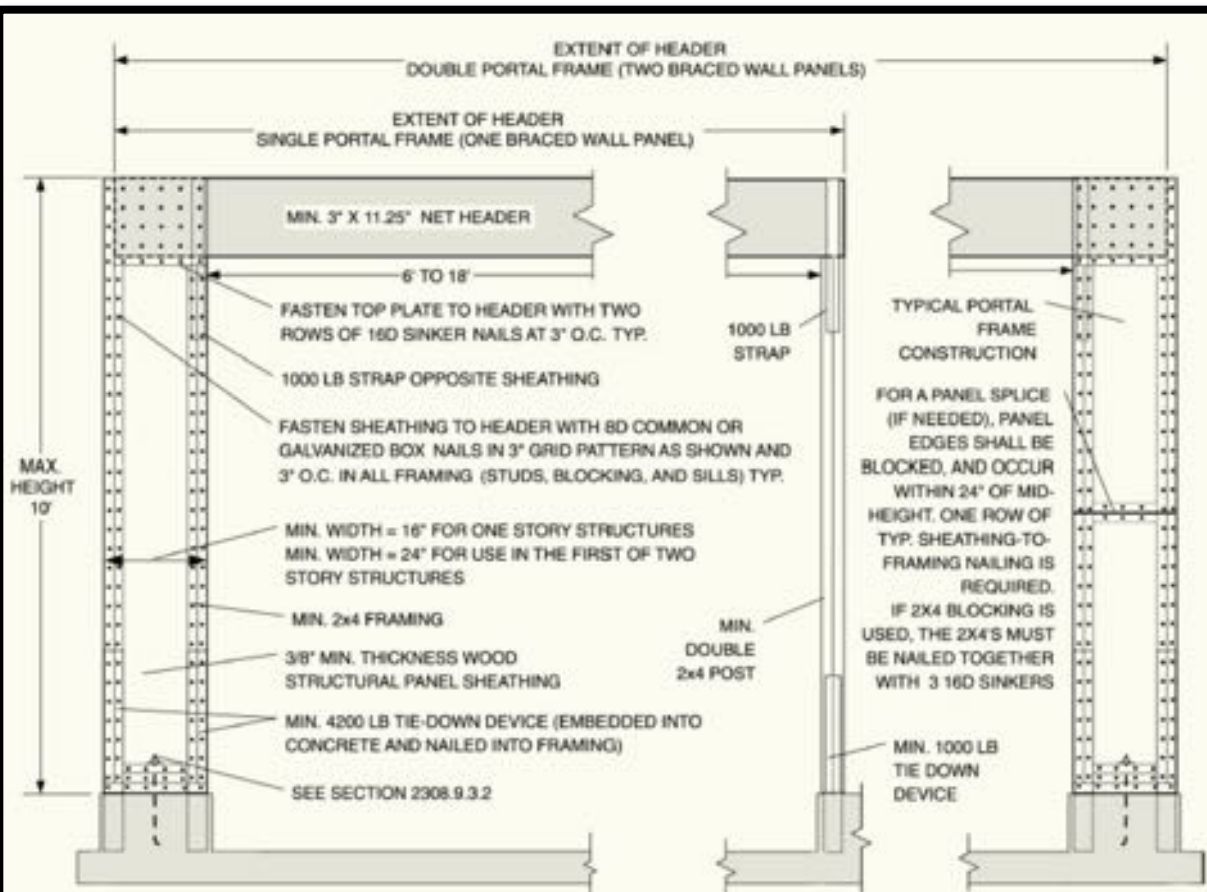 EXTENT OF HEADER
DOUBLE PORTAL FRAME (TWO BRACED WALL PANELS)
EXTENT OF HEADER
SINGLE PORTAL FRAME (ONE BRACED WALL PANEL)
MIN. 3" X 11.25" NET HEADER
6' TO 18'
FASTEN TOP PLATE TO HEADER WITH TWO
ROWS OF 16D SINKER NAILS AT 3" O.C. TYP.
1000 LB STRAP OPPOSITE SHEATHING
FASTEN SHEATHING TO HEADER WITH 8D COMMON OR
GALVANIZED BOX NAILS IN 3" GRID PATTERN AS SHOWN AND
3" O.C. IN ALL FRAMING (STUDS, BLOCKING, AND SILLS) TYP.
MAX.
HEIGHT
10'
MIN. WIDTH = 16" FOR ONE STORY STRUCTURES
MIN. WIDTH = 24" FOR USE IN THE FIRST OF TWO
STORY STRUCTURES
MIN. 2x4 FRAMING
3/8" MIN. THICKNESS WOOD
STRUCTURAL PANEL SHEATHING
MIN. 4200 LB TIE-DOWN DEVICE (EMBEDDED INTO
CONCRETE AND NAILED INTO FRAMING)
SEE SECTION 2308.9.3.2
1000 LB
STRAP
MIN.
DOUBLE
2x4 POST
TYPICAL PORTAL
FRAME
CONSTRUCTION
FOR A PANEL SPLICE
(IF NEEDED), PANEL
EDGES SHALL BE
BLOCKED, AND OCCUR
WITHIN 24" OF MID-
HEIGHT. ONE ROW OF
TYP. SHEATHING-TO-
FRAMING NAILING IS
REQUIRED.
IF 2X4 BLOCKING IS
USED, THE 2X4'S MUST
BE NAILED TOGETHER
WITH 3 16D SINKERS
MIN. 1000 LB
TIE DOWN
DEVICE